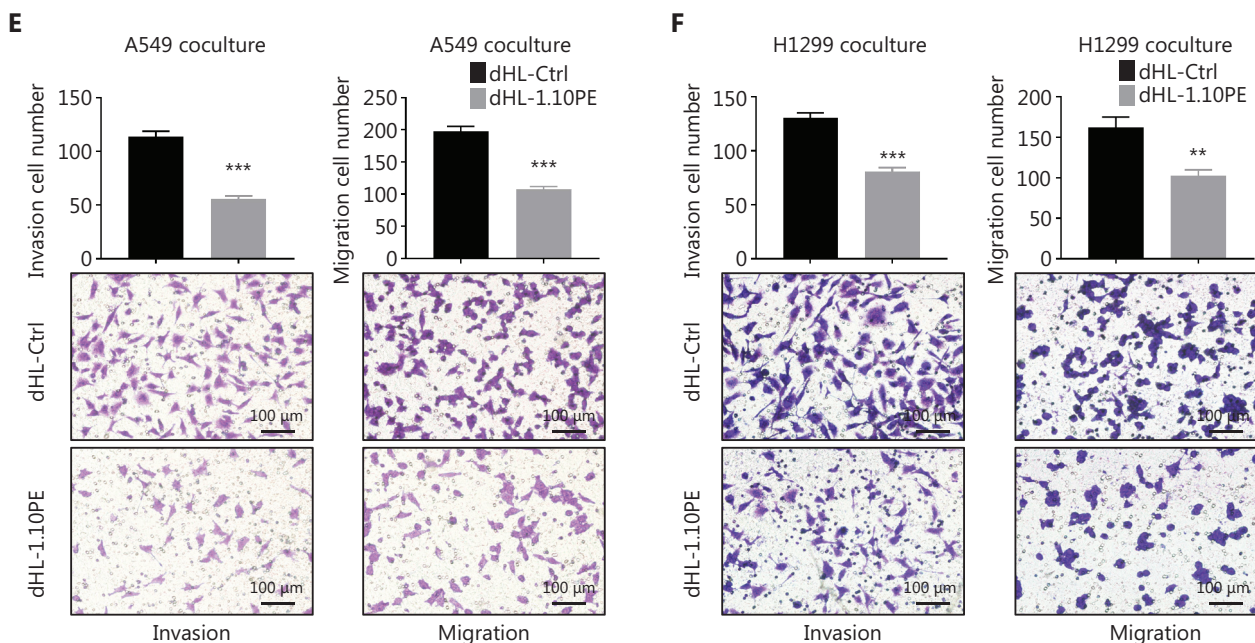 E
A549 coculture
Invasion cell number
150
100
50
0
***
A549 coculture
dHL-Ctrl
dHL-1.10PE
Migration cell number
250
200
150
100
50
0
***
F
H1299 coculture
Invasion cell number
150
100
50
0
***
H1299 coculture
dHL-Ctrl
dHL-1.10PE
Migration cell number
200
150
100
50
0
**
dHL-Ctrl
100 μm
100 μm
dHL-Ctrl
100 μm
100 μm
dHL-1.10PE
100 μm
100 μm
dHL-1.10PE
100 μm
100 μm
Invasion
Migration
Invasion
Migration